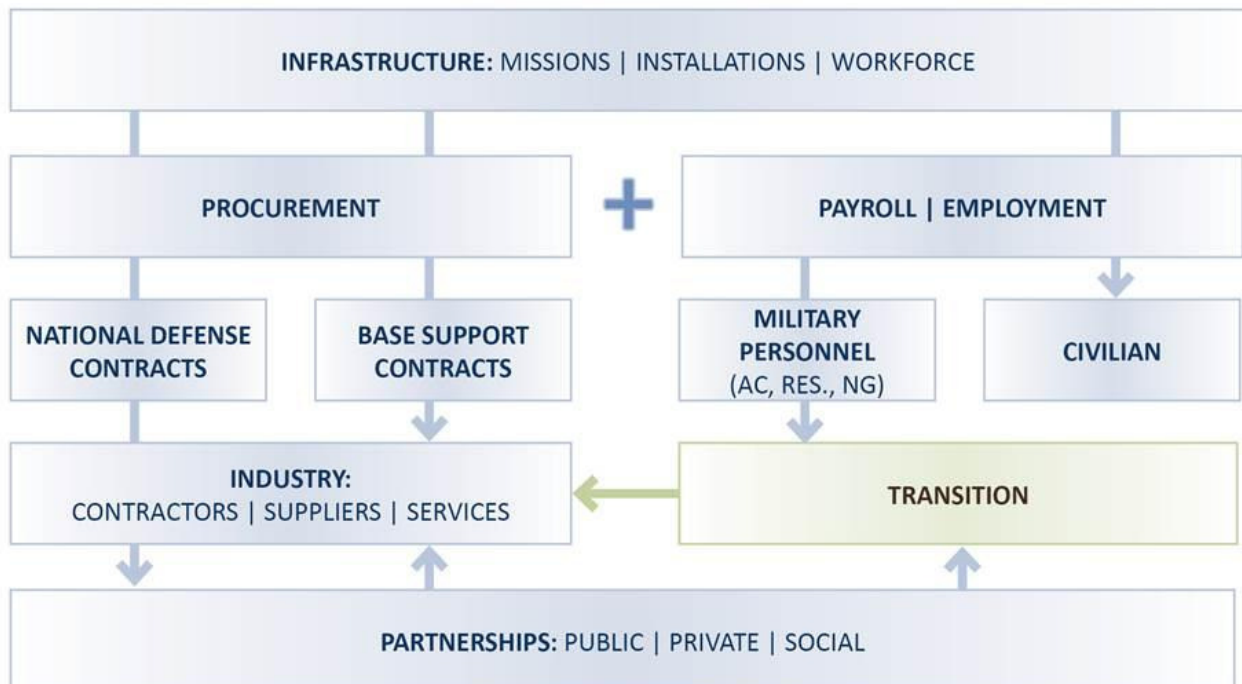 INFRASTRUCTURE: MISSIONS | INSTALLATIONS | WORKFORCE
PROCUREMENT
+
PAYROLL | EMPLOYMENT
NATIONAL DEFENSE
CONTRACTS
BASE SUPPORT
CONTRACTS
MILITARY
PERSONNEL
(AC, RES., NG)
CIVILIAN
INDUSTRY:
CONTRACTORS | SUPPLIERS | SERVICES
TRANSITION
PARTNERSHIPS: PUBLIC | PRIVATE | SOCIAL